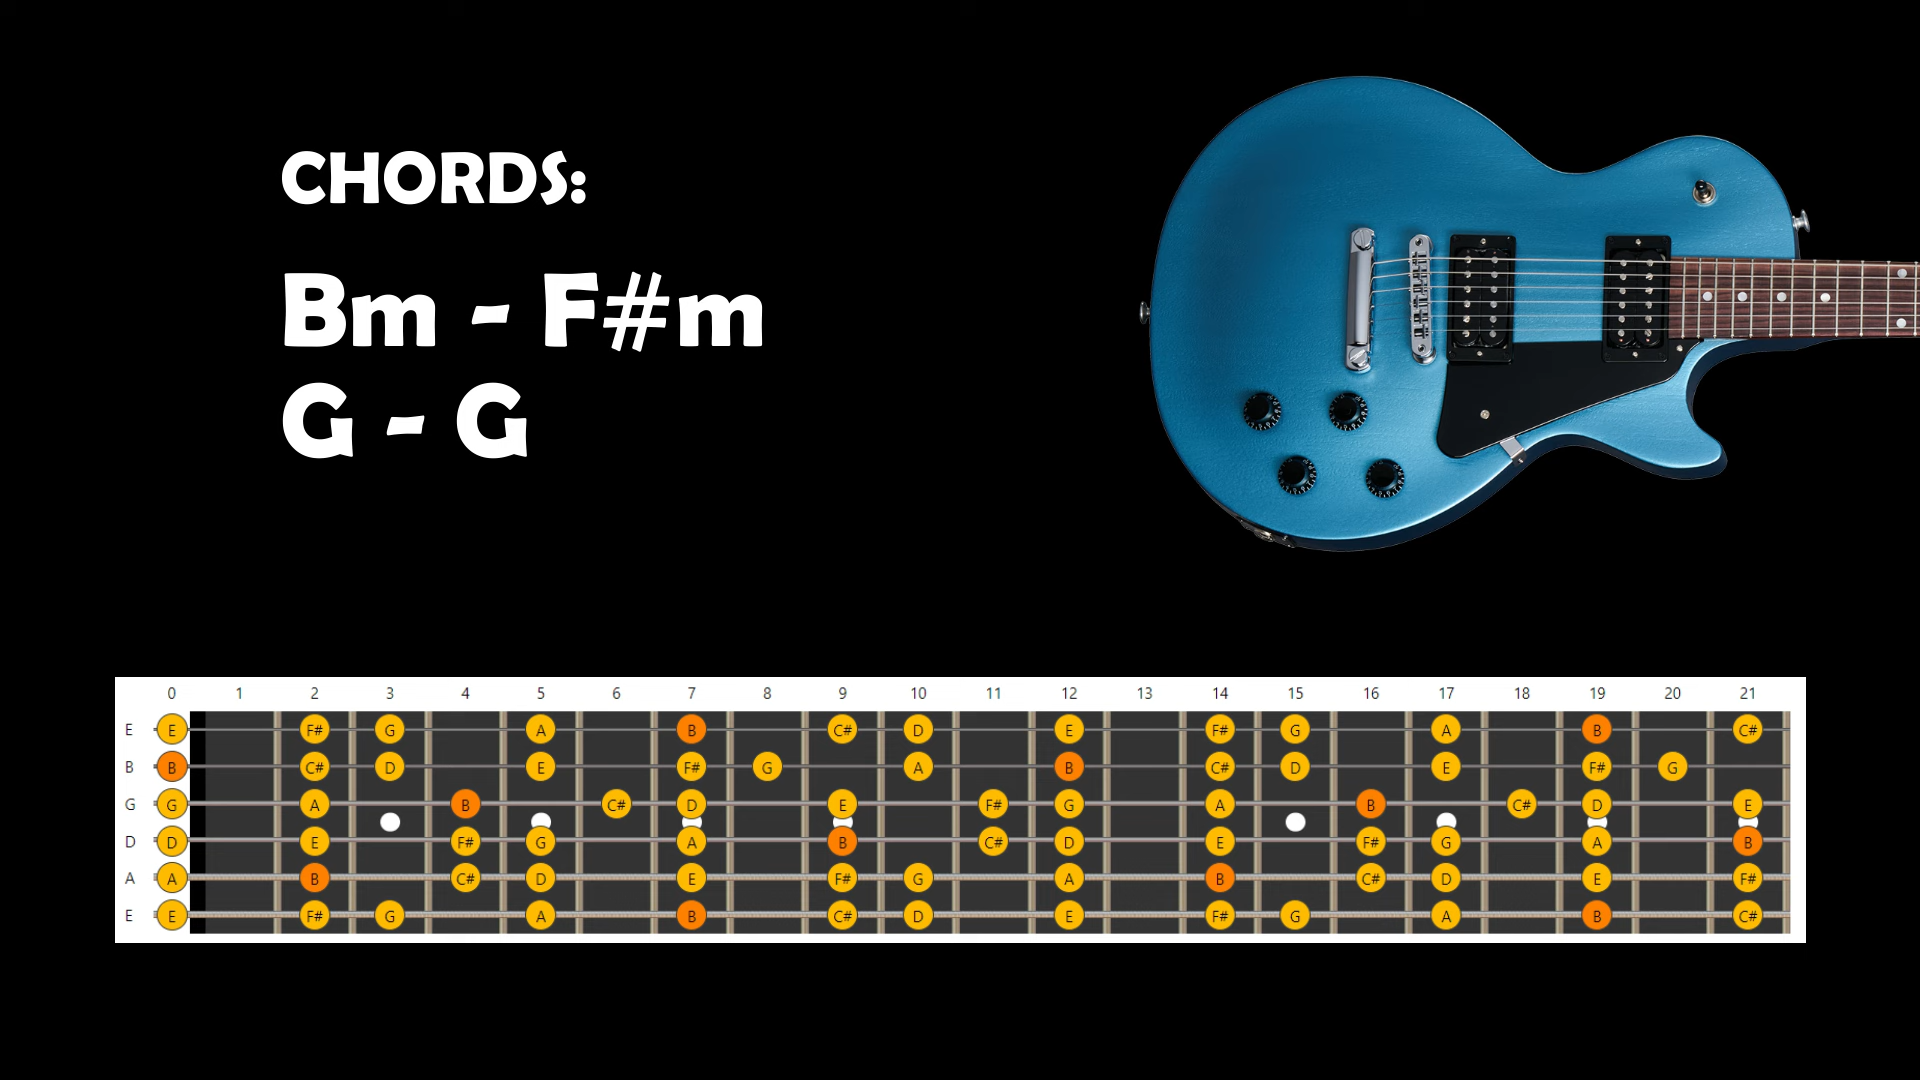 CHORDS:
Bm - F#m
G - G
0 1 2 3 4 5 6 7 8 9 10 11 12 13 14 15 16 17 18 19 20 21
E E F# G A B C# D E F# G A B C#
B B C# D E F# G A B C# D E F# G
G G A B C# D E F# G A B C# D E
D D E F# G A B C# D E F# G A B
A A B C# D E F# G A B C# D E F#
E E F# G A B C# D E F# G A B C#